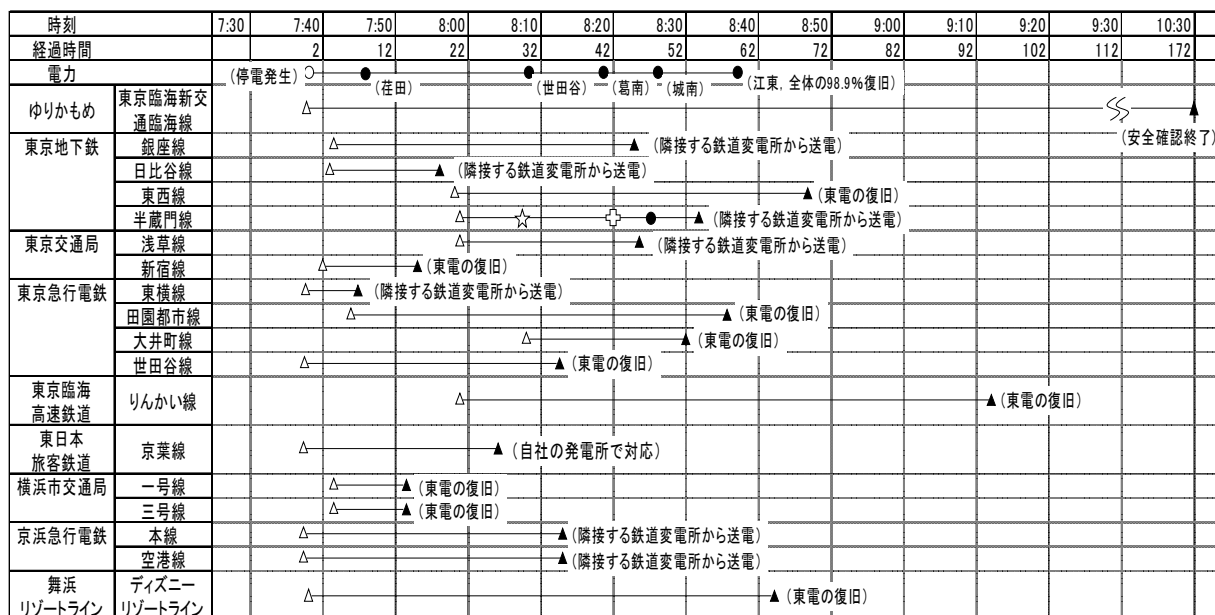 時刻 7:30 7:40 7:50 8:00 8:10 8:20 8:30 8:40 8:50 9:00 9:10 9:20 9:30 10:30
経過時間 2 12 22 32 42 52 62 72 82 92 102 112 172
電力 (停電発生) (荏田) (世田谷) (葛南) (城南) (江東, 全体の98.9%復旧)
ゆりかもめ 東京臨海新交
通臨海線 (安全確認終了)
東京地下鉄 銀座線 (隣接する鉄道変電所から送電)
日比谷線 (隣接する鉄道変電所から送電)
東西線 (東電の復旧)
半蔵門線 (隣接する鉄道変電所から送電)
東京交通局 浅草線 (隣接する鉄道変電所から送電)
新宿線 (東電の復旧)
東京急行電鉄 東横線 (隣接する鉄道変電所から送電)
田園都市線 (東電の復旧)
大井町線 (東電の復旧)
世田谷線 (東電の復旧)
東京臨海
高速鉄道 りんかい線 (東電の復旧)
東日本
旅客鉄道 京葉線 (自社の発電所で対応)
横浜市交通局 一号線 (東電の復旧)
三号線 (東電の復旧)
京浜急行電鉄 本線 (隣接する鉄道変電所から送電)
空港線 (隣接する鉄道変電所から送電)
舞浜 ディズニー
リゾートライン リゾートライン (東電の復旧)